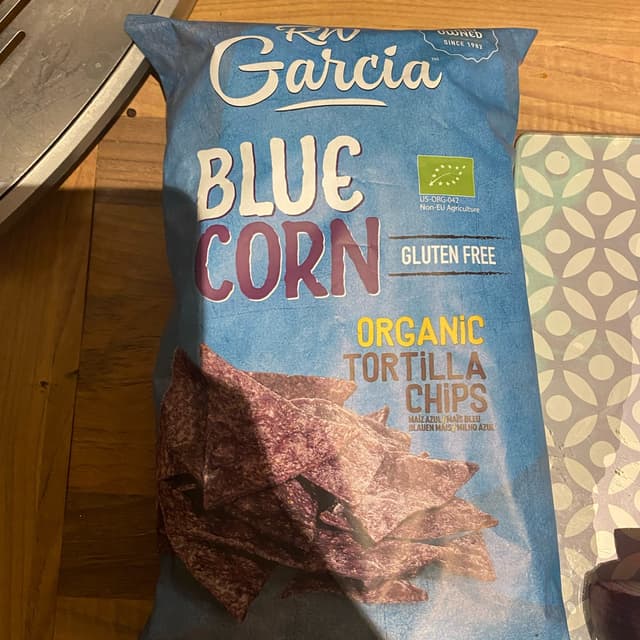 RW
Garcia™
OWNED
SINCE 1982
BLUE
CORN
US-ORG-042
Non-EU Agriculture
GLUTEN FREE
ORGANiC
TORTiLLA
CHiPS
MAÍZ AZUL / MAÏS BLEU
BLAUEN MAIS / MILHO AZUL